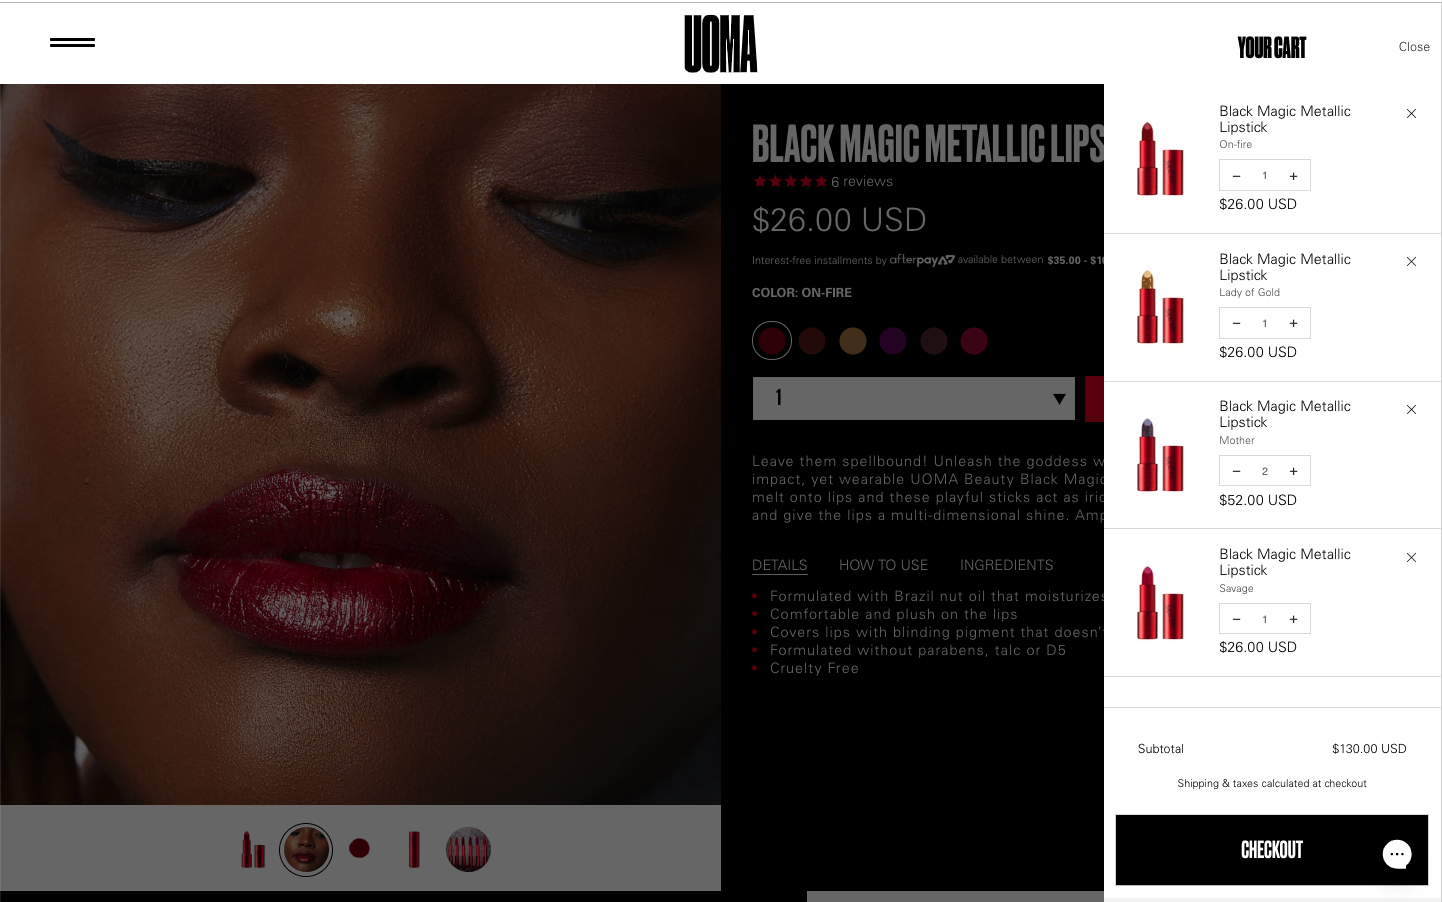 UOMA
YOUR CART
Close
BLACK MAGIC METALLIC LIPS
6 reviews
$26.00 USD
Interest-free installments by afterpay available between $35.00 - $10
COLOR: ON-FIRE
1
Leave them spellbound! Unleash the goddess w
impact, yet wearable UOMA Beauty Black Magic
melt onto lips and these playful sticks act as irid
and give the lips a multi-dimensional shine. Amp
DETAILS HOW TO USE INGREDIENTS
• Formulated with Brazil nut oil that moisturizes
• Comfortable and plush on the lips
• Covers lips with blinding pigment that doesn'
• Formulated without parabens, talc or D5
• Cruelty Free
Black Magic Metallic
Lipstick
On-fire
− 1 +
$26.00 USD
Black Magic Metallic
Lipstick
Lady of Gold
− 1 +
$26.00 USD
Black Magic Metallic
Lipstick
Mother
− 2 +
$52.00 USD
Black Magic Metallic
Lipstick
Savage
− 1 +
$26.00 USD
Subtotal $130.00 USD
Shipping & taxes calculated at checkout
CHECKOUT